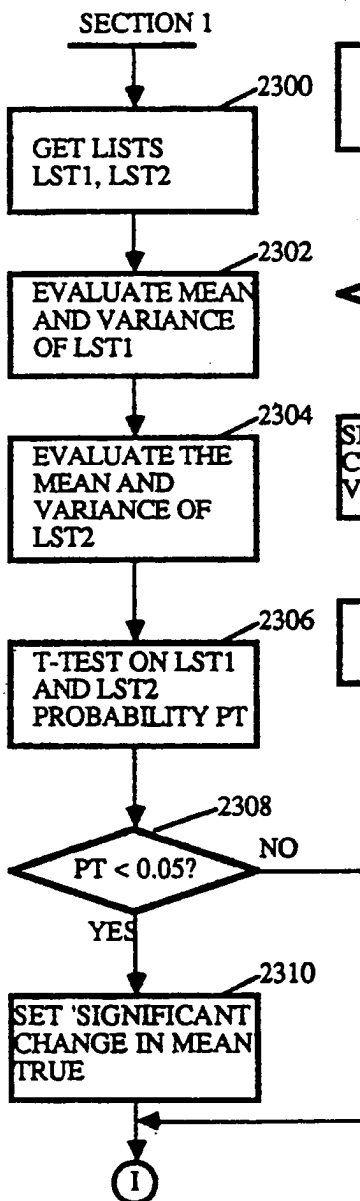 SECTION 1
2300
GET LISTS
LST1, LST2
2302
EVALUATE MEAN
AND VARIANCE
OF LST1
2304
EVALUATE THE
MEAN AND
VARIANCE OF
LST2
2306
T-TEST ON LST1
AND LST2
PROBABILITY PT
2308
PT < 0.05?
NO
YES
2310
SET 'SIGNIFICANT
CHANGE IN MEAN
TRUE
I
C
V